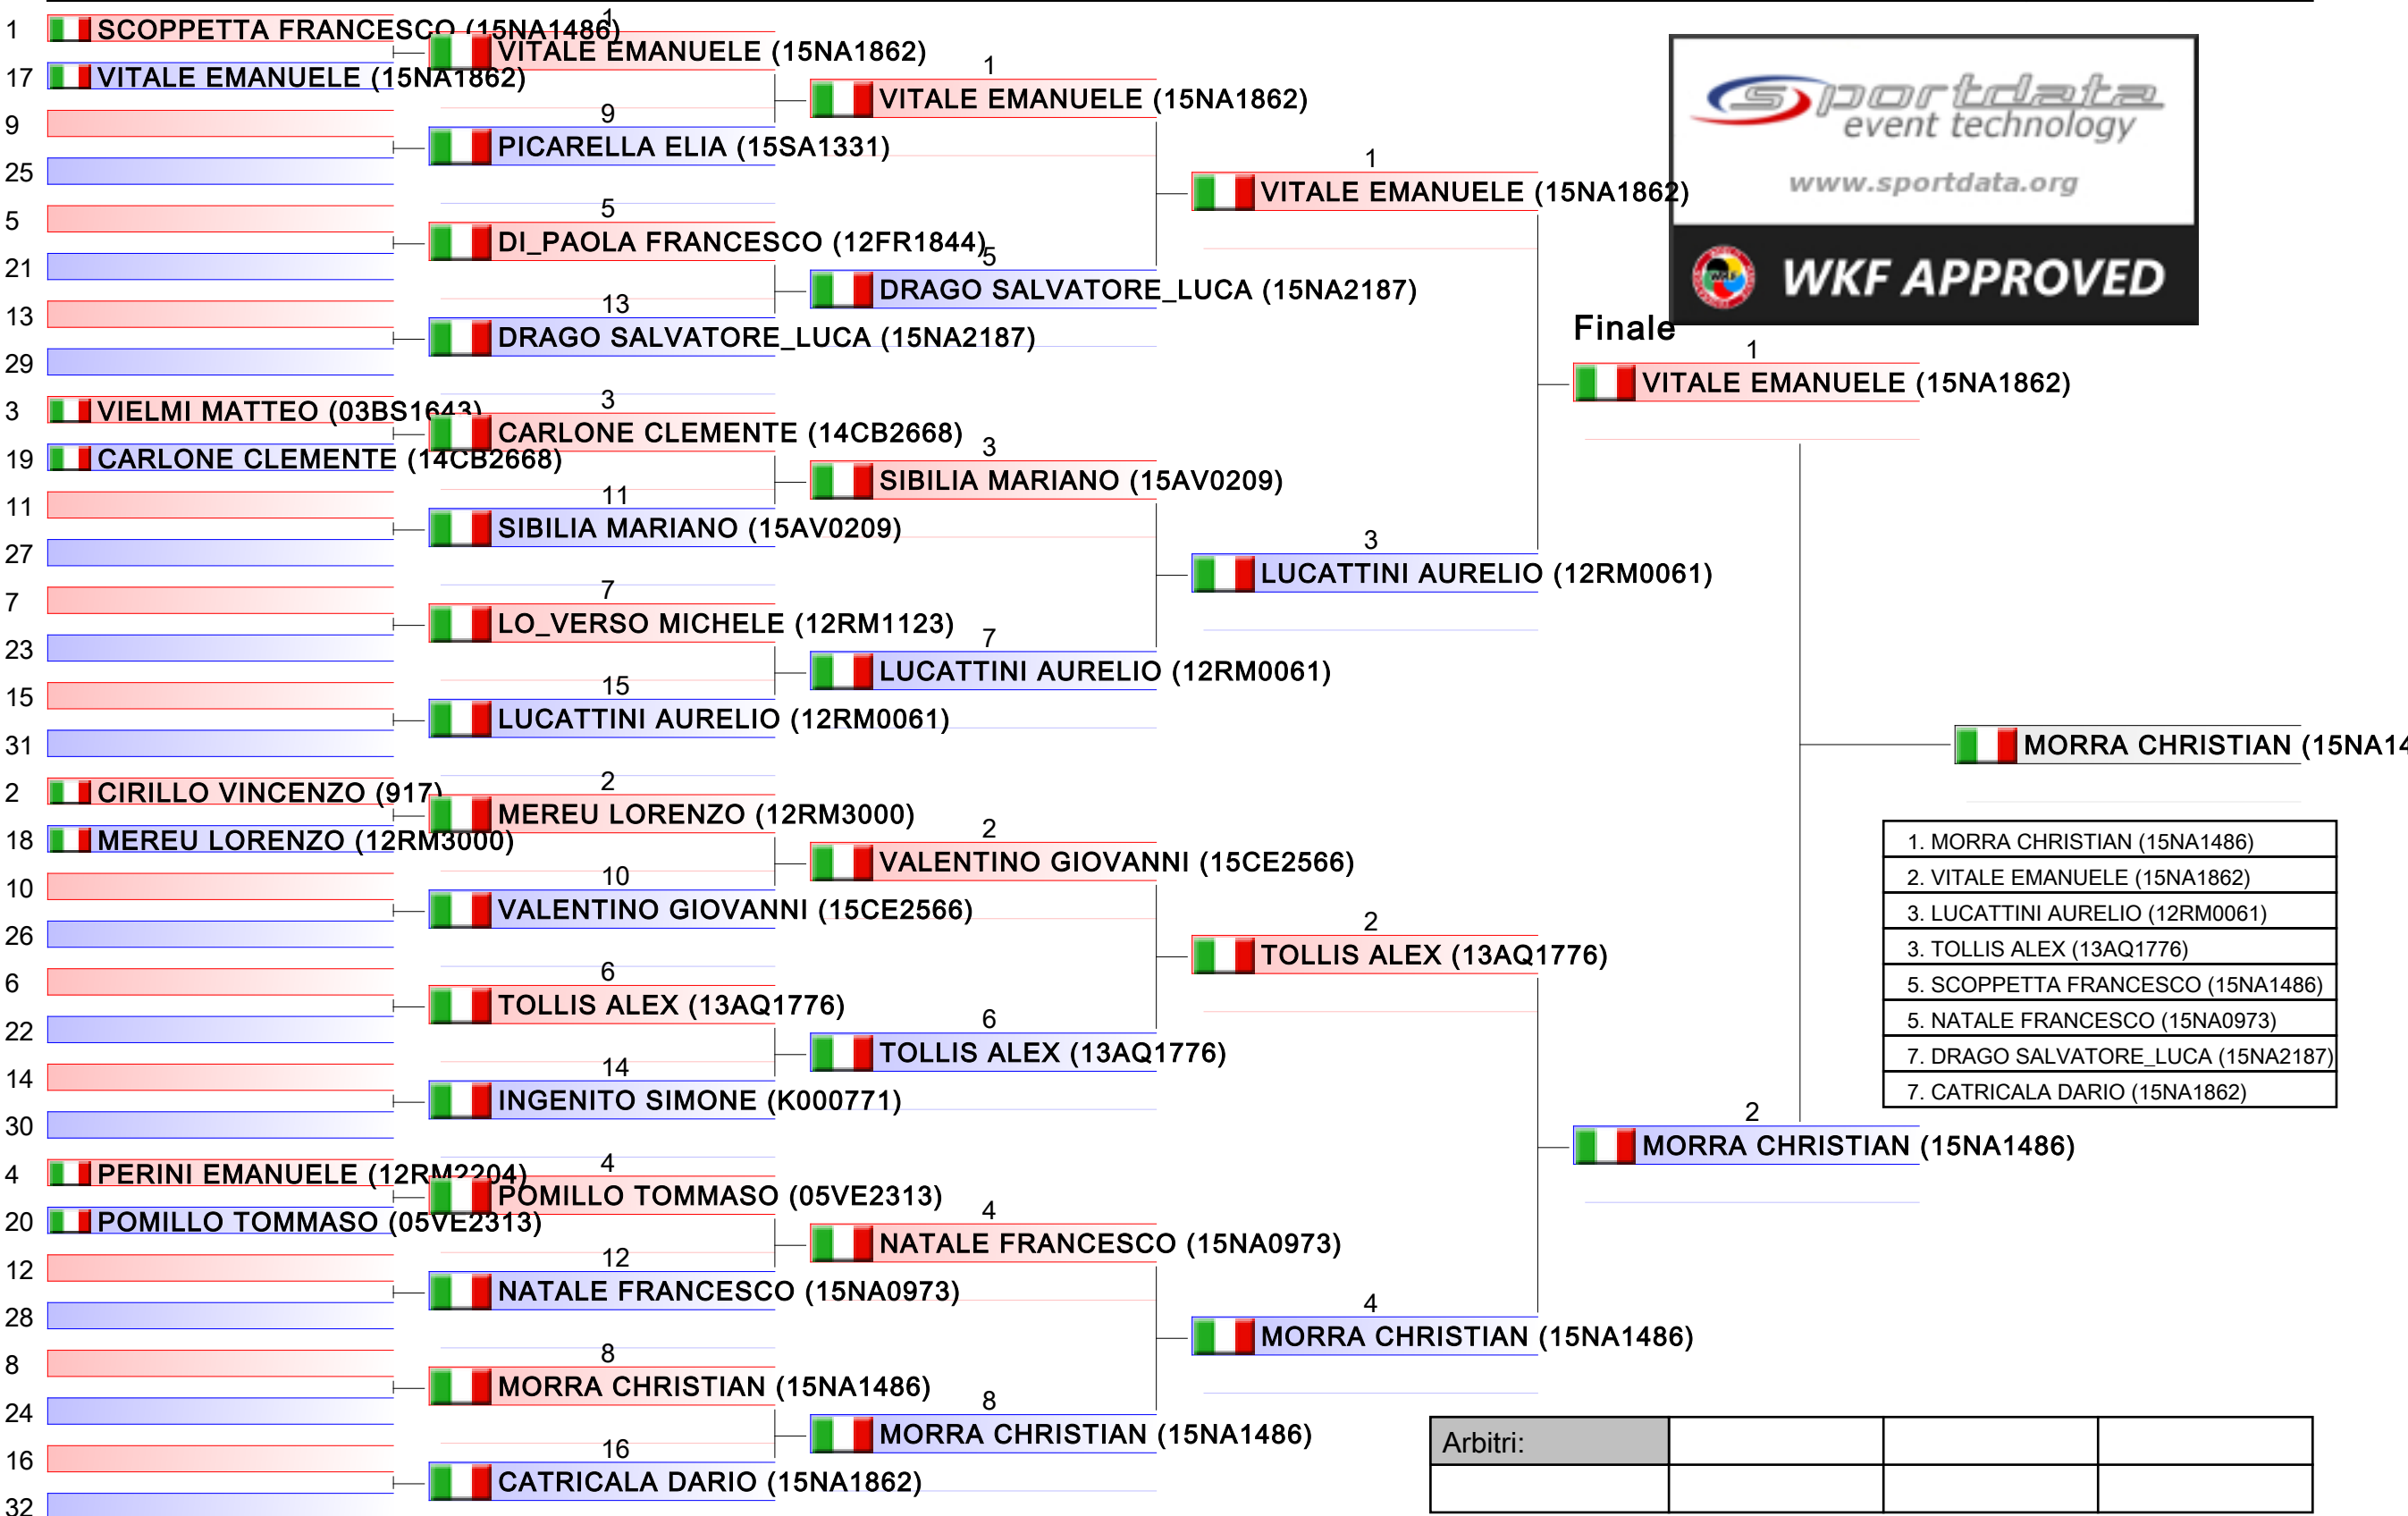 1 SCOPPETTA FRANCESCO (15NA1486)
17 VITALE EMANUELE (15NA1862)
9
25
5
21
13
29
3 VIELMI MATTEO (03BS1643)
19 CARLONE CLEMENTE (14CB2668)
11
27
7
23
15
31
2 CIRILLO VINCENZO (917)
18 MEREU LORENZO (12RM3000)
10
26
6
22
14
30
4 PERINI EMANUELE (12RM2204)
20 POMILLO TOMMASO (05VE2313)
12
28
8
24
16
32
1
VITALE EMANUELE (15NA1862)
9
PICARELLA ELIA (15SA1331)
5
DI_PAOLA FRANCESCO (12FR1844)
13
DRAGO SALVATORE_LUCA (15NA2187)
3
CARLONE CLEMENTE (14CB2668)
11
SIBILIA MARIANO (15AV0209)
7
LO_VERSO MICHELE (12RM1123)
15
LUCATTINI AURELIO (12RM0061)
2
MEREU LORENZO (12RM3000)
10
VALENTINO GIOVANNI (15CE2566)
6
TOLLIS ALEX (13AQ1776)
14
INGENITO SIMONE (K000771)
4
POMILLO TOMMASO (05VE2313)
12
NATALE FRANCESCO (15NA0973)
8
MORRA CHRISTIAN (15NA1486)
16
CATRICALA DARIO (15NA1862)
1
VITALE EMANUELE (15NA1862)
5
DRAGO SALVATORE_LUCA (15NA2187)
3
SIBILIA MARIANO (15AV0209)
7
LUCATTINI AURELIO (12RM0061)
2
VALENTINO GIOVANNI (15CE2566)
6
TOLLIS ALEX (13AQ1776)
4
NATALE FRANCESCO (15NA0973)
8
MORRA CHRISTIAN (15NA1486)
1
VITALE EMANUELE (15NA1862)
3
LUCATTINI AURELIO (12RM0061)
2
TOLLIS ALEX (13AQ1776)
4
MORRA CHRISTIAN (15NA1486)
sportdata
event technology
www.sportdata.org
WKF
WKF APPROVED
Finale
1
VITALE EMANUELE (15NA1862)
2
MORRA CHRISTIAN (15NA1486)
MORRA CHRISTIAN (15NA14
1. MORRA CHRISTIAN (15NA1486)
2. VITALE EMANUELE (15NA1862)
3. LUCATTINI AURELIO (12RM0061)
3. TOLLIS ALEX (13AQ1776)
5. SCOPPETTA FRANCESCO (15NA1486)
5. NATALE FRANCESCO (15NA0973)
7. DRAGO SALVATORE_LUCA (15NA2187)
7. CATRICALA DARIO (15NA1862)
Arbitri: